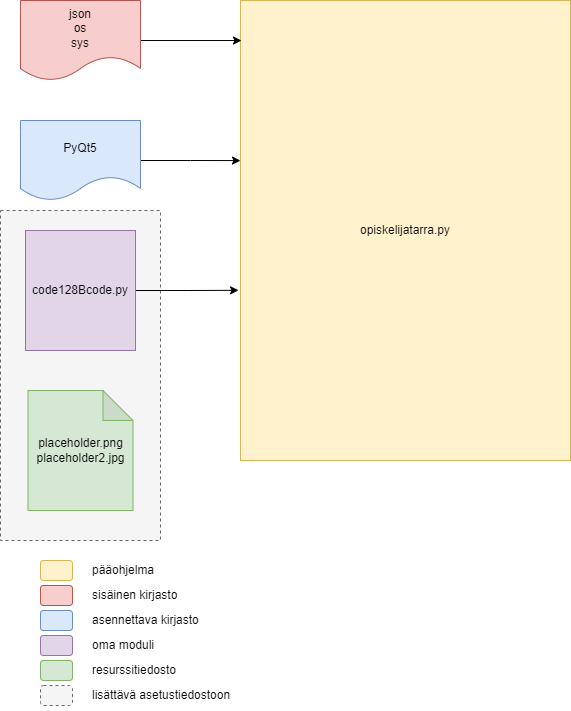 json
os
sys
PyQt5
opiskelijatarra.py
code128Bcode.py
placeholder.png
placeholder2.jpg
pääohjelma
sisäinen kirjasto
asennettava kirjasto
oma moduli
resurssitiedosto
lisättävä asetustiedostoon